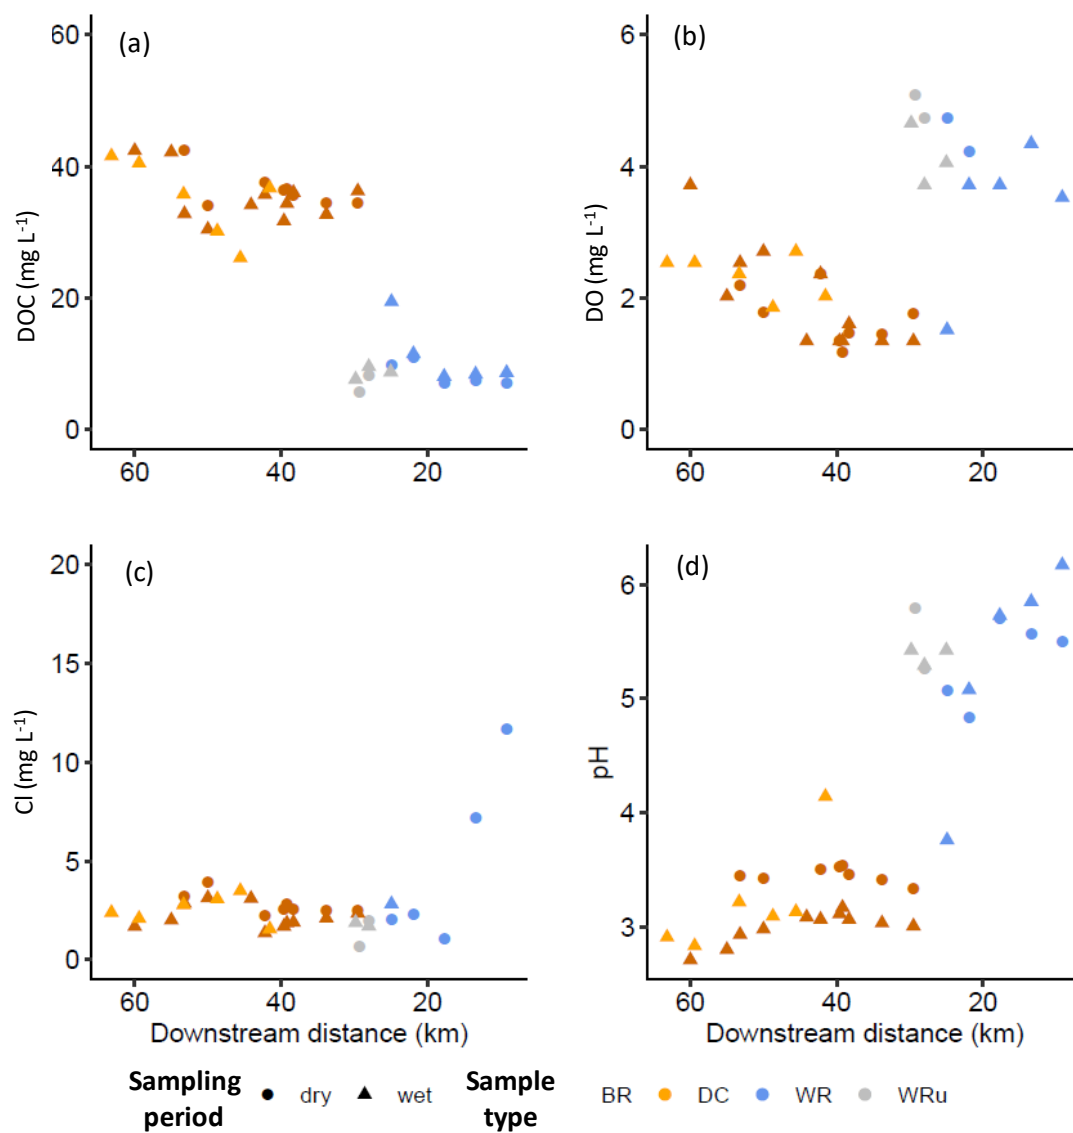 (a)
60
40
20
0
DOC (mg L-1)
60
40
20
(b)
6
4
2
0
DO (mg L-1)
60
40
20
(c)
20
15
10
5
0
Cl (mg L-1)
60
40
20
Downstream distance (km)
(d)
6
5
4
3
pH
60
40
20
Downstream distance (km)
Sampling period
dry
wet
Sample type
BR
DC
WR
WRu